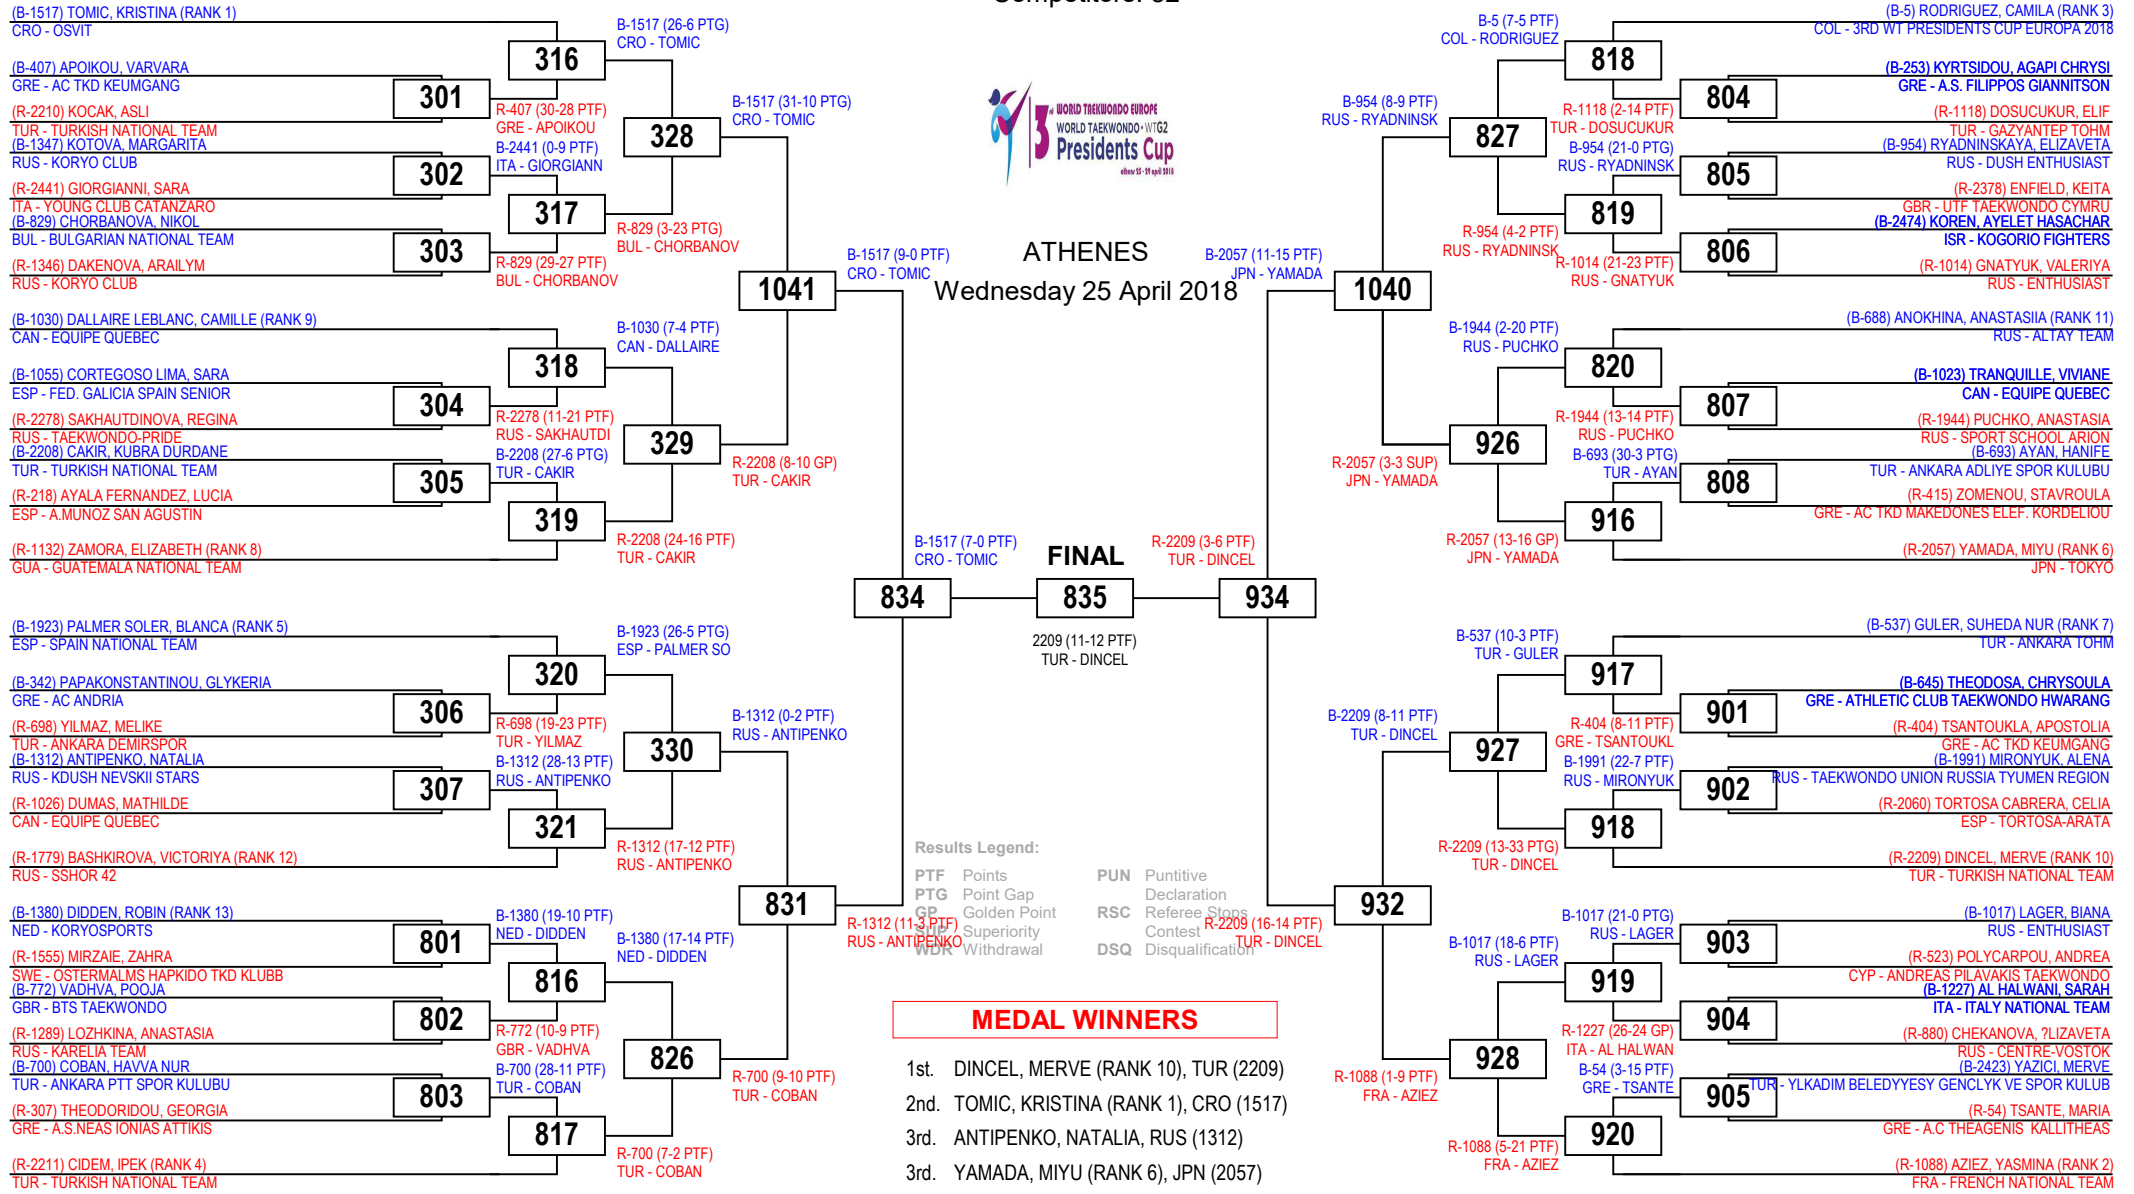 (B-1517) TOMIC, KRISTINA (RANK 1)
CRO - OSVIT
(B-407) APOIKOU, VARVARA
GRE - AC TKD KEUMGANG
(R-2210) KOCAK, ASLI
TUR - TURKISH NATIONAL TEAM
(B-1347) KOTOVA, MARGARITA
RUS - KORYO CLUB
(R-2441) GIORGIANNI, SARA
ITA - YOUNG CLUB CATANZARO
(B-829) CHORBANOVA, NIKOL
BUL - BULGARIAN NATIONAL TEAM
(R-1346) DAKENOVA, ARAILYM
RUS - KORYO CLUB
(B-1030) DALLAIRE LEBLANC, CAMILLE (RANK 9)
CAN - EQUIPE QUEBEC
(B-1055) CORTEGOSO LIMA, SARA
ESP - FED. GALICIA SPAIN SENIOR
(R-2278) SAKHAUTDINOVA, REGINA
RUS - TAEKWONDO-PRIDE
(B-2208) CAKIR, KUBRA DURDANE
TUR - TURKISH NATIONAL TEAM
(R-218) AYALA FERNANDEZ, LUCIA
ESP - A.MUNOZ SAN AGUSTIN
(R-1132) ZAMORA, ELIZABETH (RANK 8)
GUA - GUATEMALA NATIONAL TEAM
(B-1923) PALMER SOLER, BLANCA (RANK 5)
ESP - SPAIN NATIONAL TEAM
(B-342) PAPAKONSTANTINOU, GLYKERIA
GRE - AC ANDRIA
(R-698) YILMAZ, MELIKE
TUR - ANKARA DEMIRSPOR
(B-1312) ANTIPENKO, NATALIA
RUS - KDUSH NEVSKII STARS
(R-1026) DUMAS, MATHILDE
CAN - EQUIPE QUEBEC
(R-1779) BASHKIROVA, VICTORIYA (RANK 12)
RUS - SSHOR 42
(B-1380) DIDDEN, ROBIN (RANK 13)
NED - KORYOSPORTS
(R-1555) MIRZAIE, ZAHRA
SWE - OSTERMALMS HAPKIDO TKD KLUBB
(B-772) VADHVA, POOJA
GBR - BTS TAEKWONDO
(R-1289) LOZHKINA, ANASTASIA
RUS - KARELIA TEAM
(B-700) COBAN, HAVVA NUR
TUR - ANKARA PTT SPOR KULUBU
(R-307) THEODORIDOU, GEORGIA
GRE - A.S.NEAS IONIAS ATTIKIS
(R-2211) CIDEM, IPEK (RANK 4)
TUR - TURKISH NATIONAL TEAM
301
302
303
304
305
306
307
801
802
803
316
R-407 (30-28 PTF)
GRE - APOIKOU
B-2441 (0-9 PTF)
ITA - GIORGIANN
317
R-829 (29-27 PTF)
BUL - CHORBANOV
318
R-2278 (11-21 PTF)
RUS - SAKHAUTDI
B-2208 (27-6 PTG)
TUR - CAKIR
319
320
R-698 (19-23 PTF)
TUR - YILMAZ
B-1312 (28-13 PTF)
RUS - ANTIPENKO
321
B-1380 (19-10 PTF)
NED - DIDDEN
816
R-772 (10-9 PTF)
GBR - VADHVA
B-700 (28-11 PTF)
TUR - COBAN
817
B-1517 (26-6 PTG)
CRO - TOMIC
328
R-829 (3-23 PTG)
BUL - CHORBANOV
B-1030 (7-4 PTF)
CAN - DALLAIRE
329
R-2208 (24-16 PTF)
TUR - CAKIR
B-1923 (26-5 PTG)
ESP - PALMER SO
330
R-1312 (17-12 PTF)
RUS - ANTIPENKO
B-1380 (17-14 PTF)
NED - DIDDEN
826
R-700 (7-2 PTF)
TUR - COBAN
B-1517 (31-10 PTG)
CRO - TOMIC
1041
R-2208 (8-10 GP)
TUR - CAKIR
B-1312 (0-2 PTF)
RUS - ANTIPENKO
831
R-700 (9-10 PTF)
TUR - COBAN
B-1517 (9-0 PTF)
CRO - TOMIC
834
R-1312 (11-3 PTF)
RUS - ANTIPENKO
3rd WORLD TAEKWONDO EUROPE
WORLD TAEKWONDO • WTG2
Presidents Cup
athens 25 - 29 april 2018
ATHENES
Wednesday 25 April 2018
B-1517 (7-0 PTF)
CRO - TOMIC
FINAL
835
2209 (11-12 PTF)
TUR - DINCEL
R-2209 (3-6 PTF)
TUR - DINCEL
Results Legend:
PTF Points
PTG Point Gap
GP Golden Point
SUP Superiority
WDR Withdrawal
PUN Puntitive Declaration
RSC Referee Stops Contest
DSQ Disqualification
MEDAL WINNERS
1st. DINCEL, MERVE (RANK 10), TUR (2209)
2nd. TOMIC, KRISTINA (RANK 1), CRO (1517)
3rd. ANTIPENKO, NATALIA, RUS (1312)
3rd. YAMADA, MIYU (RANK 6), JPN (2057)
B-2057 (11-15 PTF)
JPN - YAMADA
934
R-2209 (16-14 PTF)
TUR - DINCEL
B-954 (8-9 PTF)
RUS - RYADNINSK
1040
R-2057 (3-3 SUP)
JPN - YAMADA
B-2209 (8-11 PTF)
TUR - DINCEL
932
R-1088 (1-9 PTF)
FRA - AZIEZ
B-5 (7-5 PTF)
COL - RODRIGUEZ
827
R-954 (4-2 PTF)
RUS - RYADNINSK
B-1944 (2-20 PTF)
RUS - PUCHKO
926
R-2057 (13-16 GP)
JPN - YAMADA
B-537 (10-3 PTF)
TUR - GULER
927
R-2209 (13-33 PTG)
TUR - DINCEL
B-1017 (18-6 PTF)
RUS - LAGER
928
R-1088 (5-21 PTF)
FRA - AZIEZ
818
R-1118 (2-14 PTF)
TUR - DOSUCUKUR
B-954 (21-0 PTG)
RUS - RYADNINSK
819
R-1014 (21-23 PTF)
RUS - GNATYUK
820
R-1944 (13-14 PTF)
RUS - PUCHKO
B-693 (30-3 PTG)
TUR - AYAN
916
917
R-404 (8-11 PTF)
GRE - TSANTOUKL
B-1991 (22-7 PTF)
RUS - MIRONYUK
918
B-1017 (21-0 PTG)
RUS - LAGER
919
R-1227 (26-24 GP)
ITA - AL HALWAN
B-54 (3-15 PTF)
GRE - TSANTE
920
804
805
806
807
808
901
902
903
904
905
(B-5) RODRIGUEZ, CAMILA (RANK 3)
COL - 3RD WT PRESIDENTS CUP EUROPA 2018
(B-253) KYRTSIDOU, AGAPI CHRYSI
GRE - A.S. FILIPPOS GIANNITSON
(R-1118) DOSUCUKUR, ELIF
TUR - GAZYANTEP TOHM
(B-954) RYADNINSKAYA, ELIZAVETA
RUS - DUSH ENTHUSIAST
(R-2378) ENFIELD, KEITA
GBR - UTF TAEKWONDO CYMRU
(B-2474) KOREN, AYELET HASACHAR
ISR - KOGORIO FIGHTERS
(R-1014) GNATYUK, VALERIYA
RUS - ENTHUSIAST
(B-688) ANOKHINA, ANASTASIIA (RANK 11)
RUS - ALTAY TEAM
(B-1023) TRANQUILLE, VIVIANE
CAN - EQUIPE QUEBEC
(R-1944) PUCHKO, ANASTASIA
RUS - SPORT SCHOOL ARION
(B-693) AYAN, HANIFE
TUR - ANKARA ADLIYE SPOR KULUBU
(R-415) ZOMENOU, STAVROULA
GRE - AC TKD MAKEDONES ELEF. KORDELIOU
(R-2057) YAMADA, MIYU (RANK 6)
JPN - TOKYO
(B-537) GULER, SUHEDA NUR (RANK 7)
TUR - ANKARA TOHM
(B-645) THEODOSA, CHRYSOULA
GRE - ATHLETIC CLUB TAEKWONDO HWARANG
(R-404) TSANTOUKLA, APOSTOLIA
GRE - AC TKD KEUMGANG
(B-1991) MIRONYUK, ALENA
RUS - TAEKWONDO UNION RUSSIA TYUMEN REGION
(R-2060) TORTOSA CABRERA, CELIA
ESP - TORTOSA-ARATA
(R-2209) DINCEL, MERVE (RANK 10)
TUR - TURKISH NATIONAL TEAM
(B-1017) LAGER, BIANA
RUS - ENTHUSIAST
(R-523) POLYCARPOU, ANDREA
CYP - ANDREAS PILAVAKIS TAEKWONDO
(B-1227) AL HALWANI, SARAH
ITA - ITALY NATIONAL TEAM
(R-880) CHEKANOVA, ?LIZAVETA
RUS - CENTRE-VOSTOK
(B-2423) YAZICI, MERVE
TUR - YLKADIM BELEDYYESY GENCLYK VE SPOR KULUB
(R-54) TSANTE, MARIA
GRE - A.C THEAGENIS KALLITHEAS
(R-1088) AZIEZ, YASMINA (RANK 2)
FRA - FRENCH NATIONAL TEAM